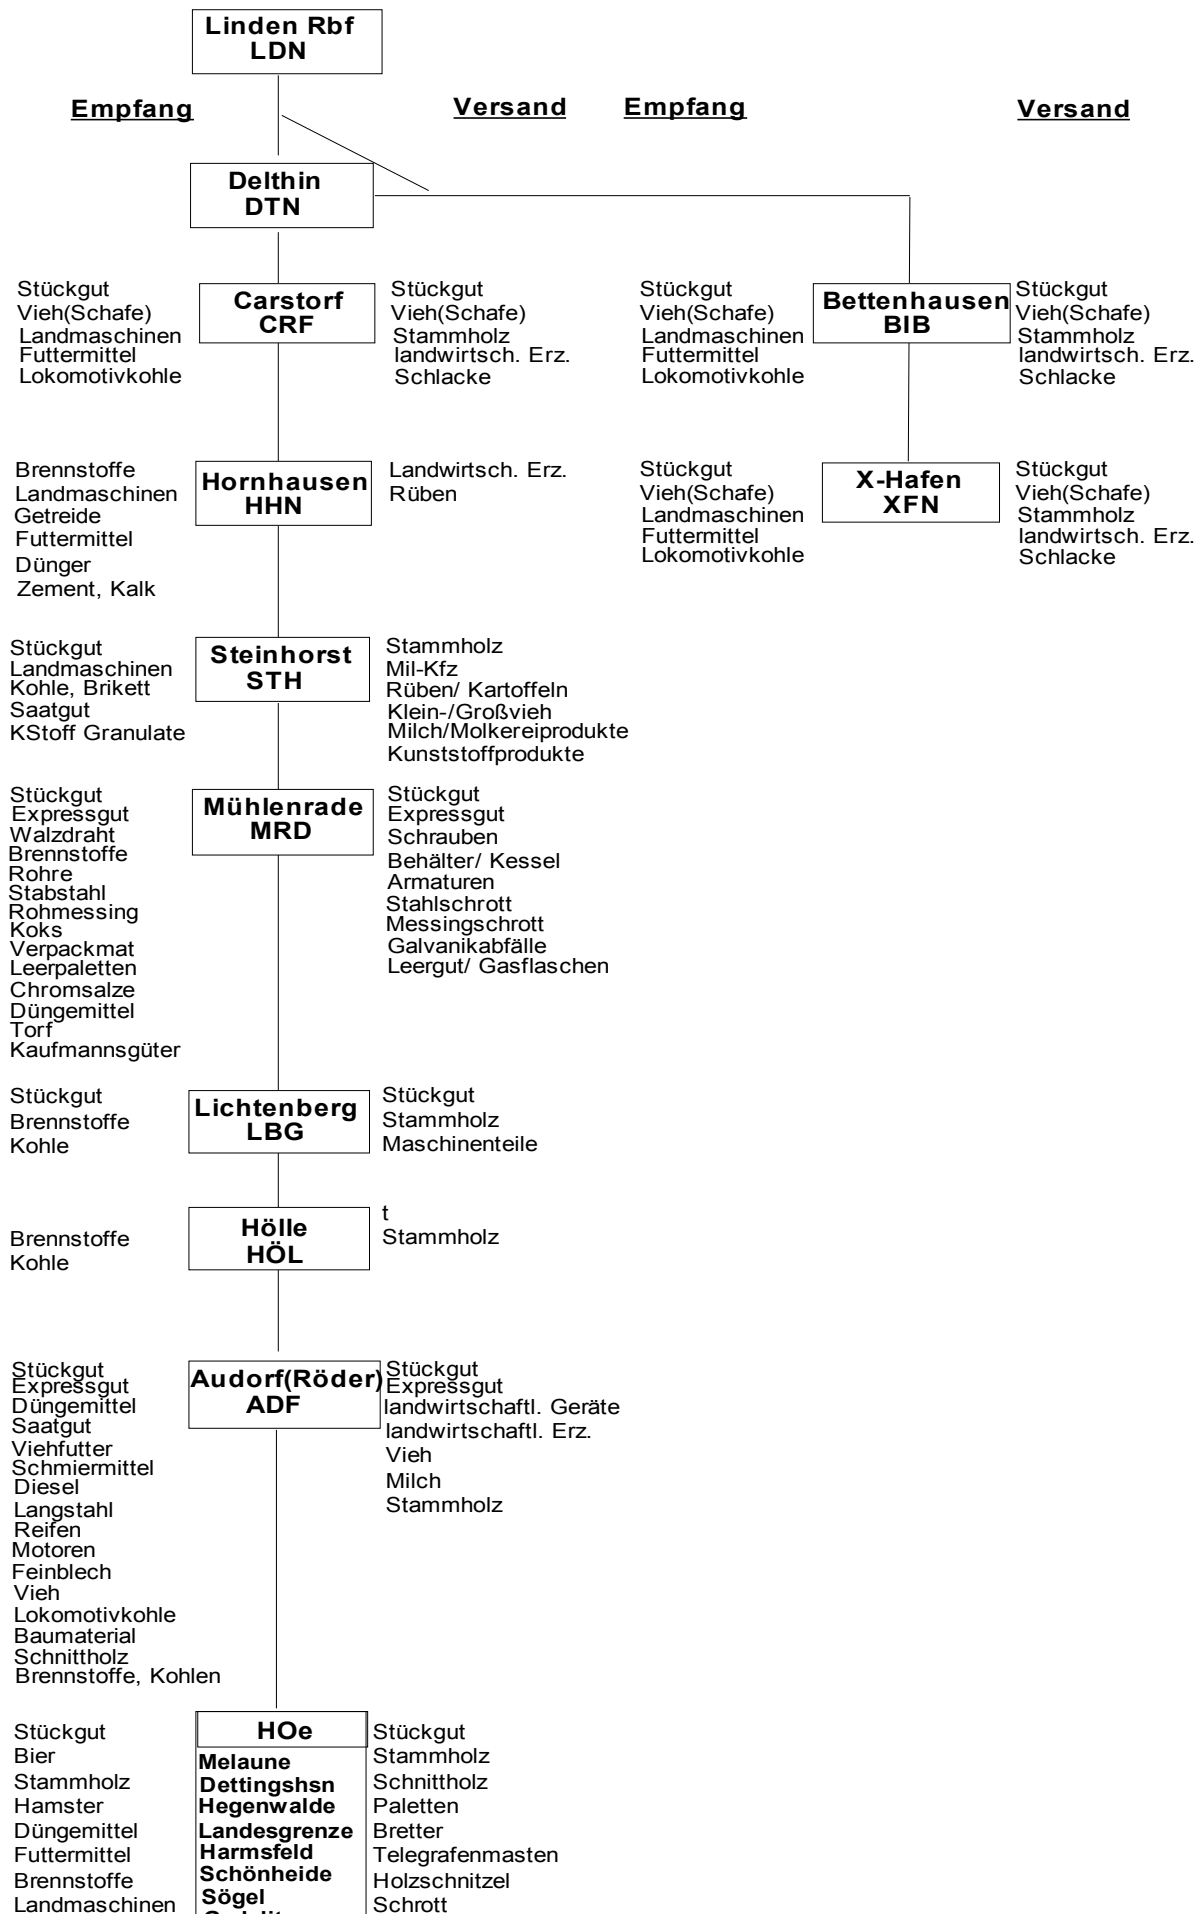 Linden Rbf
LDN
Empfang
Versand
Empfang
Versand
Delthin
DTN
Stückgut
Vieh(Schafe)
Landmaschinen
Futtermittel
Lokomotivkohle
Carstorf
CRF
Stückgut
Vieh(Schafe)
Stammholz
landwirtsch. Erz.
Schlacke
Stückgut
Vieh(Schafe)
Landmaschinen
Futtermittel
Lokomotivkohle
Bettenhausen
BIB
Stückgut
Vieh(Schafe)
Stammholz
landwirtsch. Erz.
Schlacke
Brennstoffe
Landmaschinen
Getreide
Futtermittel
Dünger
Zement, Kalk
Hornhausen
HHN
Landwirtsch. Erz.
Rüben
Stückgut
Vieh(Schafe)
Landmaschinen
Futtermittel
Lokomotivkohle
X-Hafen
XFN
Stückgut
Vieh(Schafe)
Stammholz
landwirtsch. Erz.
Schlacke
Stückgut
Landmaschinen
Kohle, Brikett
Saatgut
KStoff Granulate
Steinhorst
STH
Stammholz
Mil-Kfz
Rüben/ Kartoffeln
Klein-/Großvieh
Milch/Molkereiprodukte
Kunststoffprodukte
Stückgut
Expressgut
Walzdraht
Brennstoffe
Rohre
Stabstahl
Rohmessing
Koks
Verpackmat
Leerpaletten
Chromsalze
Düngemittel
Torf
Kaufmannsgüter
Mühlenrade
MRD
Stückgut
Expressgut
Schrauben
Behälter/ Kessel
Armaturen
Stahlschrott
Messingschrott
Galvanikabfälle
Leergut/ Gasflaschen
Stückgut
Brennstoffe
Kohle
Lichtenberg
LBG
Stückgut
Stammholz
Maschinenteile
Brennstoffe
Kohle
Hölle
HÖL
t
Stammholz
Stückgut
Expressgut
Düngemittel
Saatgut
Viehfutter
Schmiermittel
Diesel
Langstahl
Reifen
Motoren
Feinblech
Vieh
Lokomotivkohle
Baumaterial
Schnittholz
Brennstoffe, Kohlen
Audorf(Röder)
ADF
Stückgut
Expressgut
landwirtschaftl. Geräte
landwirtschaftl. Erz.
Vieh
Milch
Stammholz
Stückgut
Bier
Stammholz
Hamster
Düngemittel
Futtermittel
Brennstoffe
Landmaschinen
HOe
Melaune
Dettingshsn
Hegenwalde
Landesgrenze
Harmsfeld
Schönheide
Sögel
Stückgut
Stammholz
Schnittholz
Paletten
Bretter
Telegrafenmasten
Holzschnitzel
Schrott